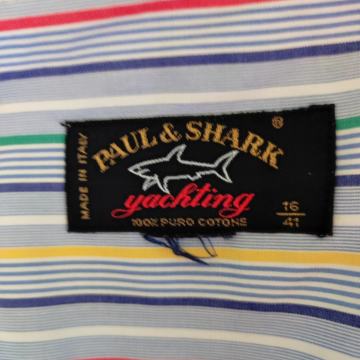 PAUL & SHARK ®
MADE IN ITALY
yachting
100% PURO COTONE
16
41